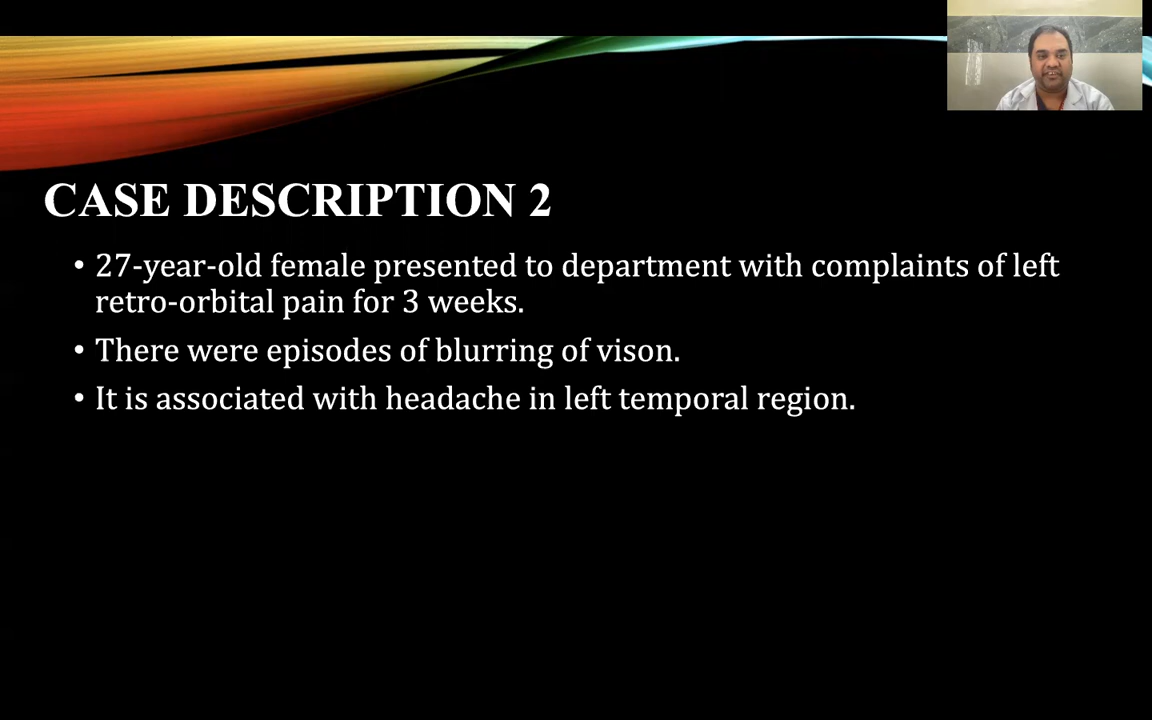 CASE DESCRIPTION 2
• 27-year-old female presented to department with complaints of left
retro-orbital pain for 3 weeks.
• There were episodes of blurring of vison.
• It is associated with headache in left temporal region.